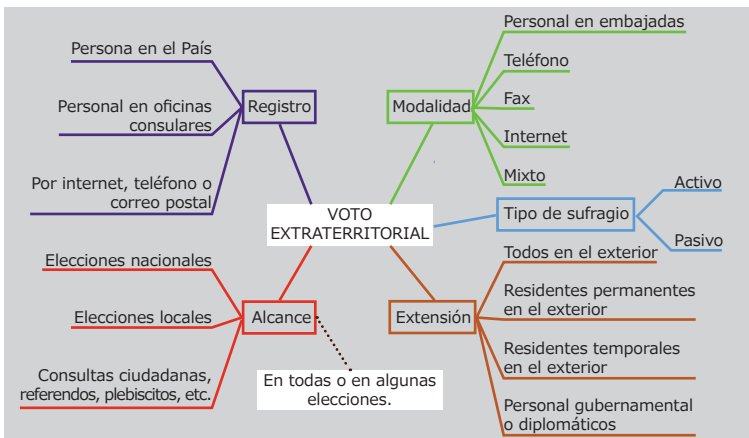 VOTO
EXTRATERRITORIAL
Registro
Persona en el País
Personal en oficinas
consulares
Por internet, teléfono o
correo postal
Modalidad
Personal en embajadas
Teléfono
Fax
Internet
Mixto
Tipo de sufragio
Activo
Pasivo
Alcance
Elecciones nacionales
Elecciones locales
Consultas ciudadanas,
referendos, plebiscitos, etc.
En todas o en algunas
elecciones.
Extensión
Todos en el exterior
Residentes permanentes
en el exterior
Residentes temporales
en el exterior
Personal gubernamental
o diplomáticos